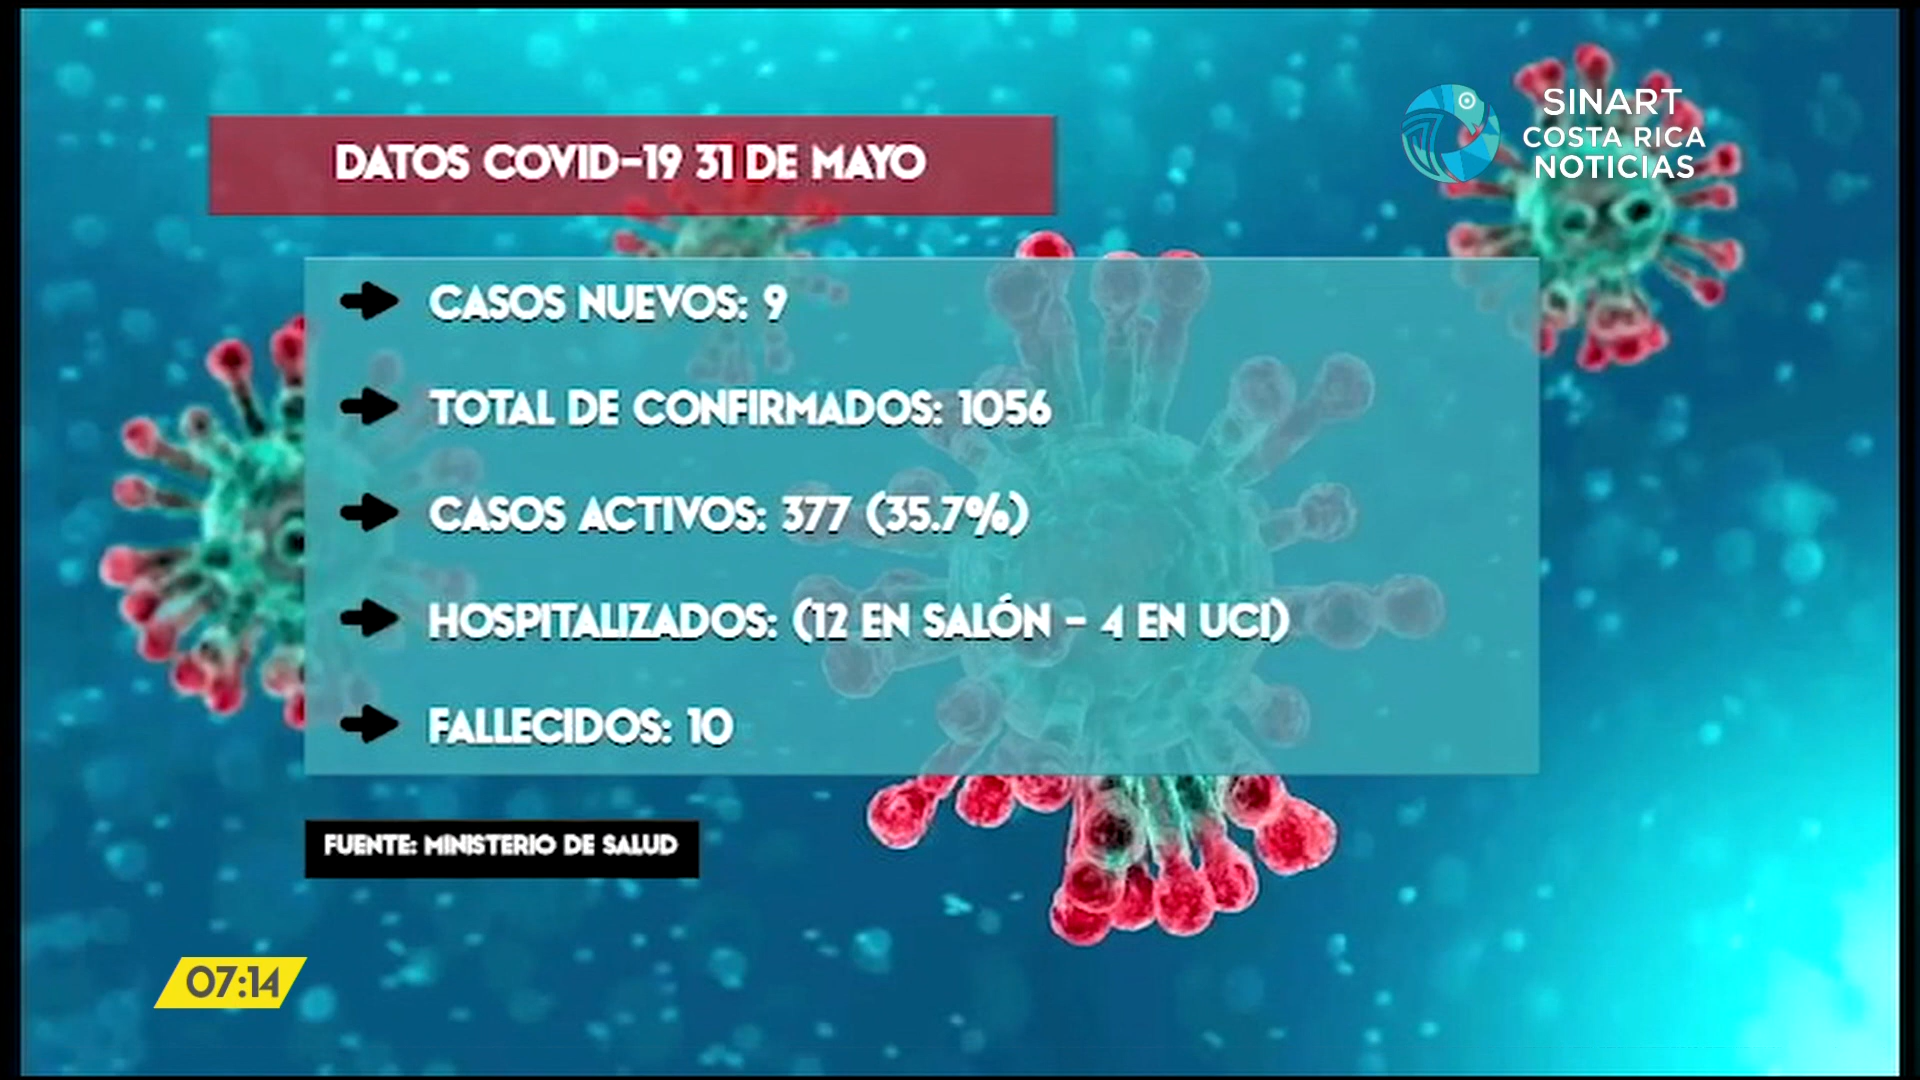 SINART
COSTA RICA
NOTICIAS
DATOS COVID-19 31 DE MAYO
CASOS NUEVOS: 9
TOTAL DE CONFIRMADOS: 1056
CASOS ACTIVOS: 377 (35.7%)
HOSPITALIZADOS: (12 EN SALÓN - 4 EN UCI)
FALLECIDOS: 10
FUENTE: MINISTERIO DE SALUD
07:14